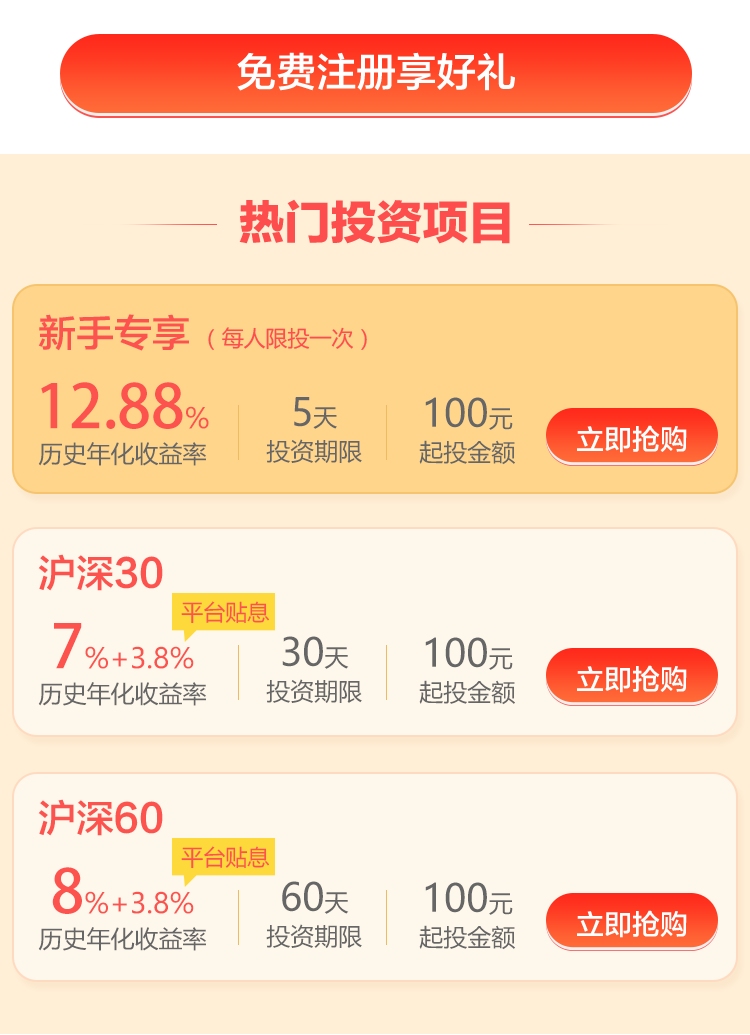 免费注册享好礼
热门投资项目
新手专享（每人限投一次）
12.88% 5天 100元 立即抢购
历史年化收益率 投资期限 起投金额
沪深30
平台贴息
7%+3.8% 30天 100元 立即抢购
历史年化收益率 投资期限 起投金额
沪深60
平台贴息
8%+3.8% 60天 100元 立即抢购
历史年化收益率 投资期限 起投金额